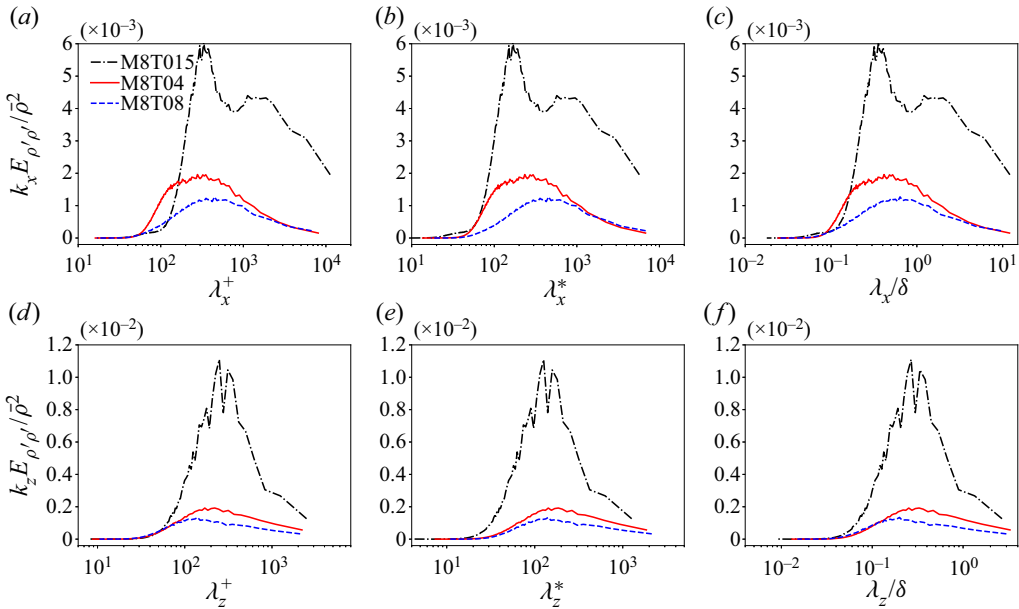 (a) (×10⁻³) (b) (×10⁻³) (c) (×10⁻³)
6 6 6
M8T015
5 5 5
M8T04
M8T08
4 4 4
3 3 3
2 2 2
1 1 1
0 0 0
kₓ E_ρ′ρ′/ρ̄²
10¹ 10² 10³ 10⁴ 10¹ 10² 10³ 10⁴ 10⁻² 10⁻¹ 10⁰ 10¹
λₓ⁺ λₓ* λₓ/δ
(d) (×10⁻²) (e) (×10⁻²) (f) (×10⁻²)
1.2 1.2 1.2
1.0 1.0 1.0
0.8 0.8 0.8
0.6 0.6 0.6
0.4 0.4 0.4
0.2 0.2 0.2
0 0 0
k_z E_ρ′ρ′/ρ̄²
10¹ 10² 10³ 10¹ 10² 10³ 10⁻² 10⁻¹ 10⁰
λ_z⁺ λ_z* λ_z/δ